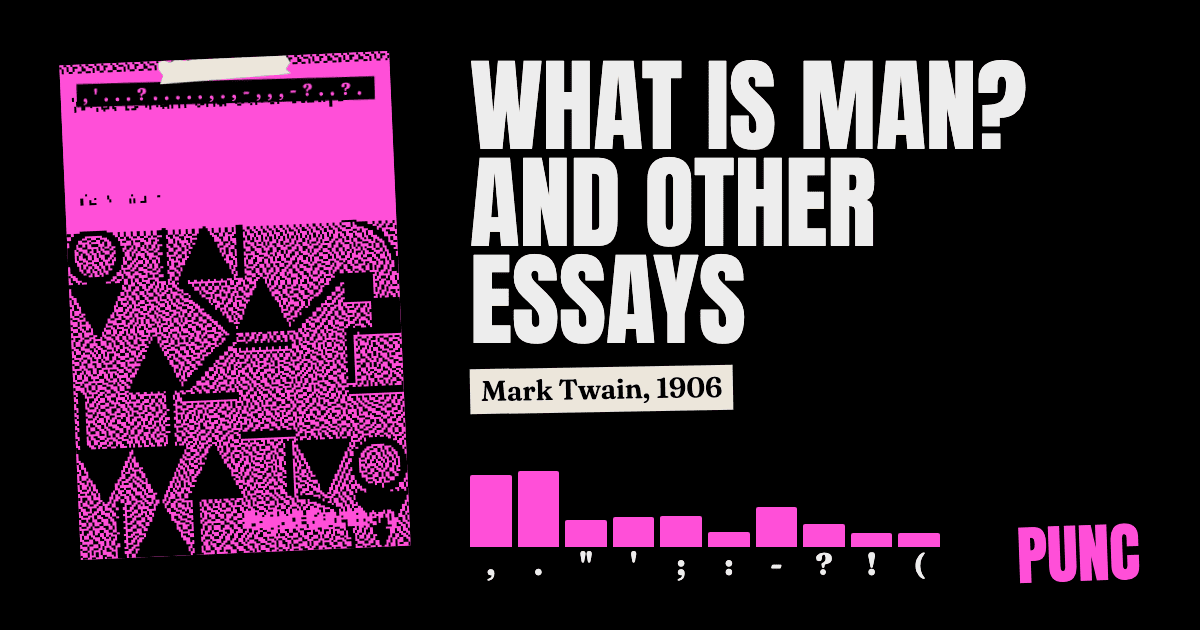 ,'...?.....,.,-,,,-?..?.
WHAT IS MAN?
AND OTHER
ESSAYS
Mark Twain, 1906
, . " ' ; : - ? ! (
PUNC